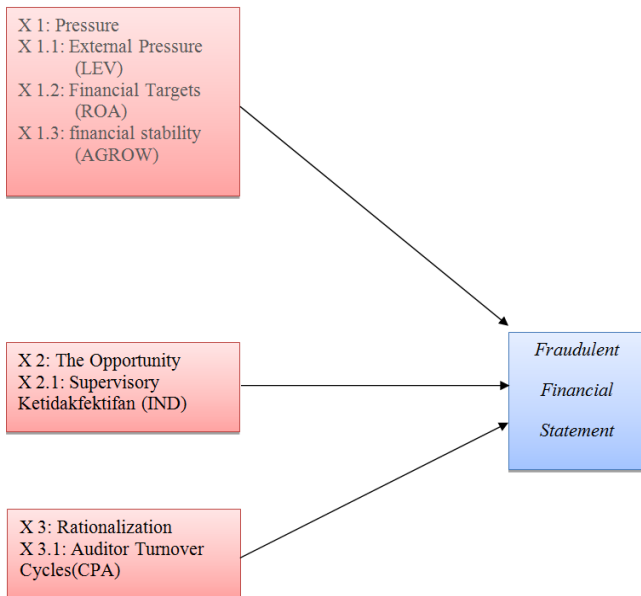 X 1: Pressure
X 1.1: External Pressure
(LEV)
X 1.2: Financial Targets
(ROA)
X 1.3: financial stability
(AGROW)
X 2: The Opportunity
X 2.1: Supervisory
Ketidakfektifan (IND)
X 3: Rationalization
X 3.1: Auditor Turnover
Cycles(CPA)
Fraudulent
Financial
Statement